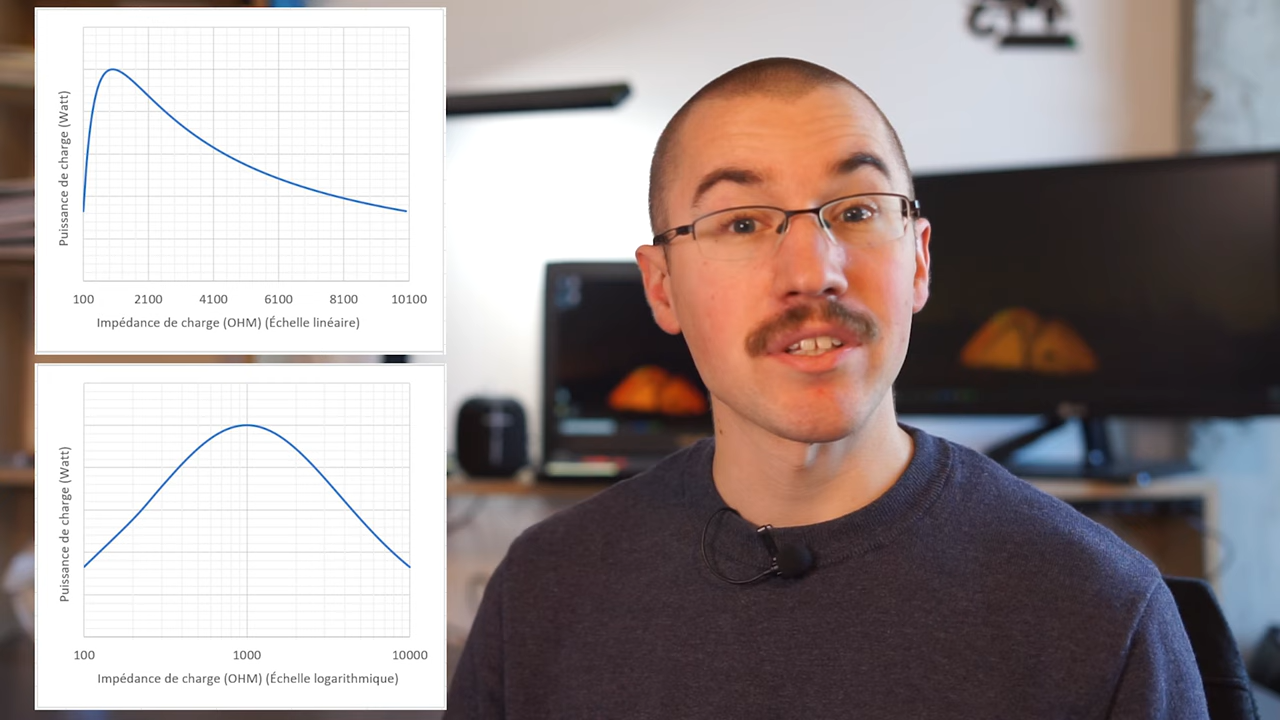 Puissance de charge (Watt)
100 2100 4100 6100 8100 10100
Impédance de charge (OHM) (Échelle linéaire)
Puissance de charge (Watt)
100 1000 10000
Impédance de charge (OHM) (Échelle logarithmique)